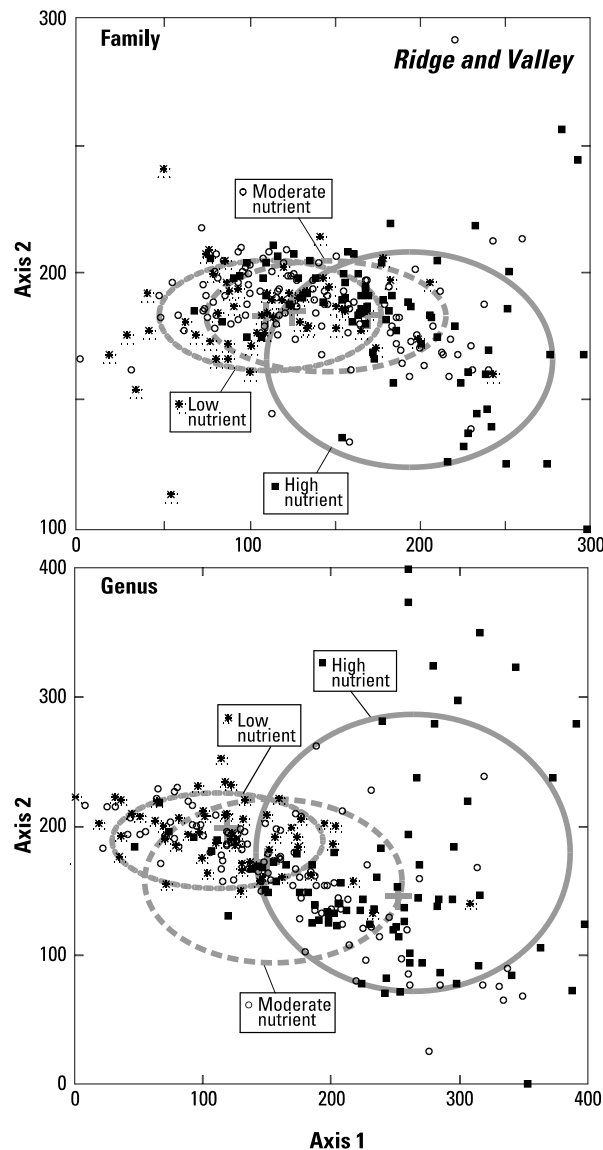 300
Family
Ridge and Valley
Moderate
nutrient
Axis 2
200
Low
nutrient
High
nutrient
100
0
100
200
300
400
Genus
High
nutrient
300
Low
nutrient
Axis 2
200
100
Moderate
nutrient
0
0
100
200
300
400
Axis 1